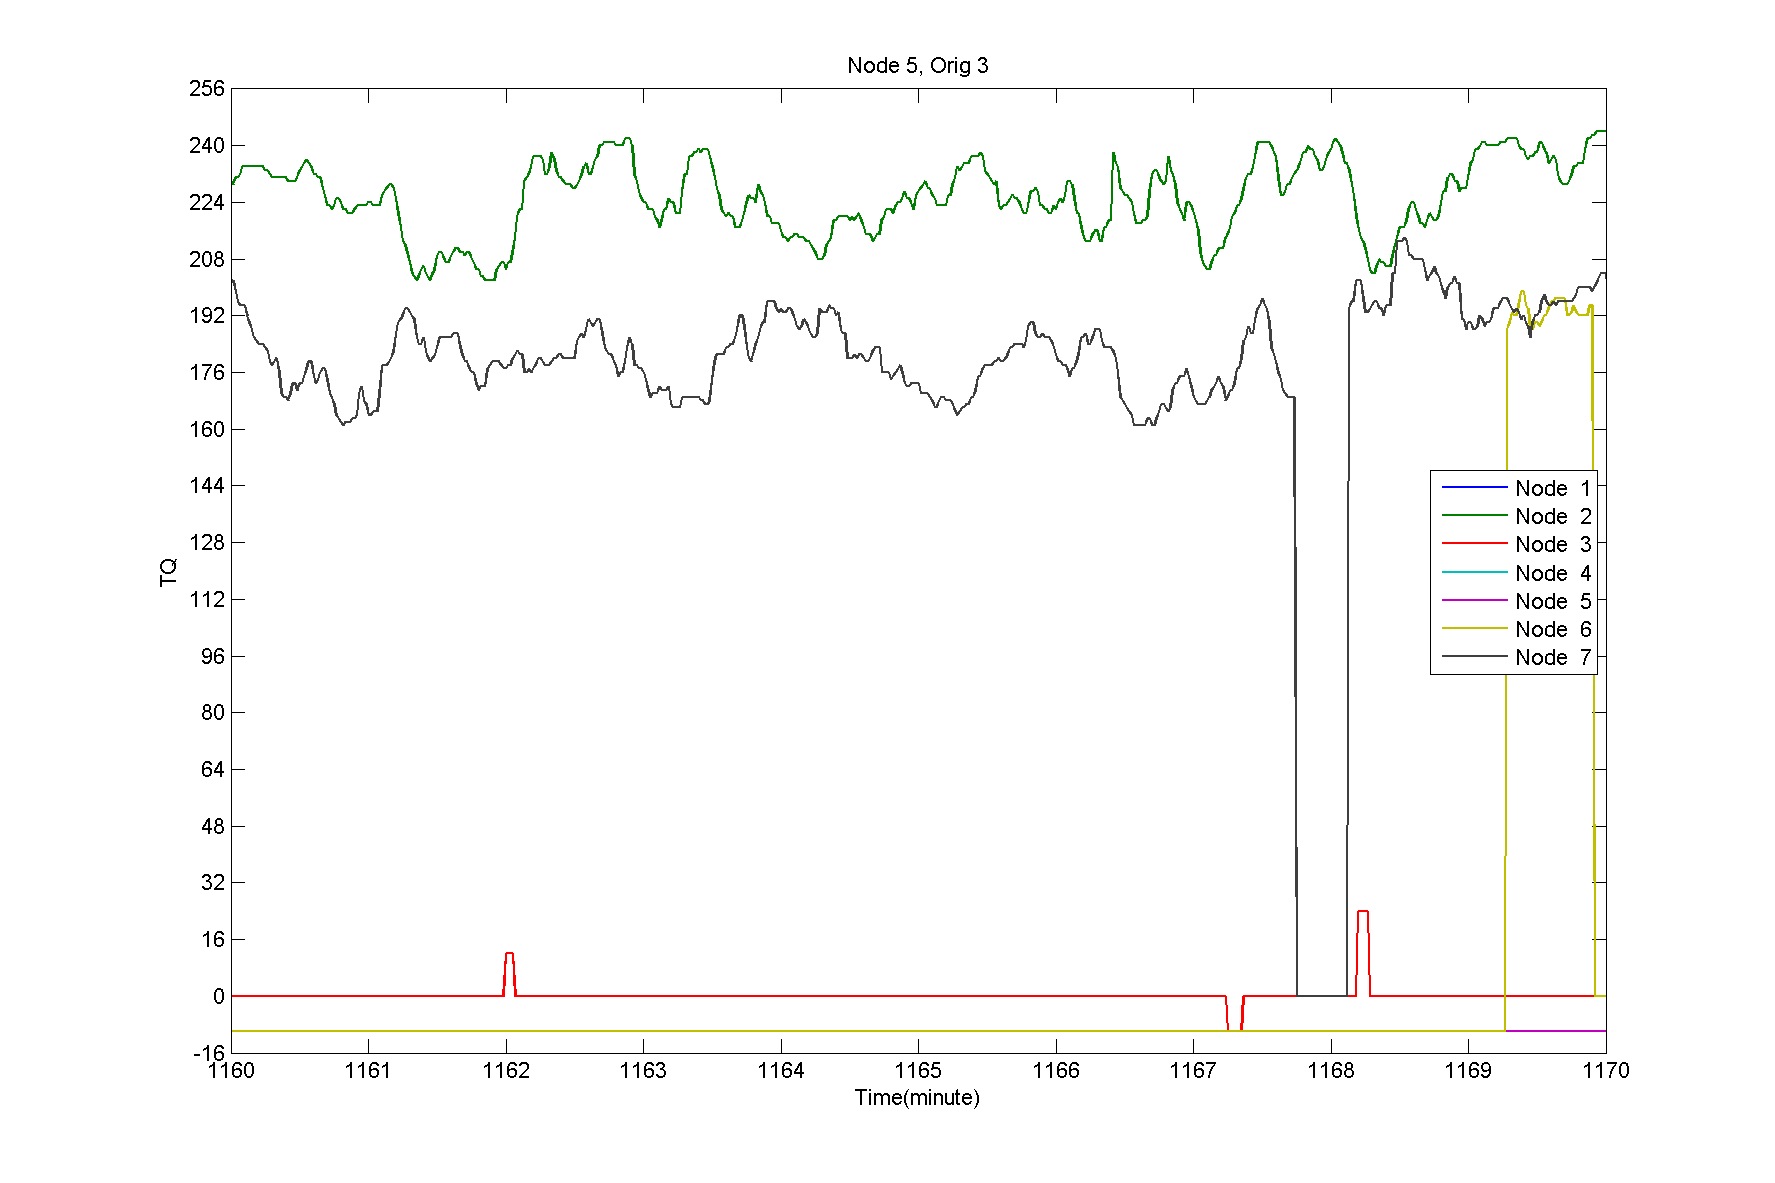 Node 5, Orig 3
256
240
224
208
192
176
160
144
128
112
96
80
64
48
32
16
0
-16
TQ
Node 1
Node 2
Node 3
Node 4
Node 5
Node 6
Node 7
1160 1161 1162 1163 1164 1165 1166 1167 1168 1169 1170
Time(minute)